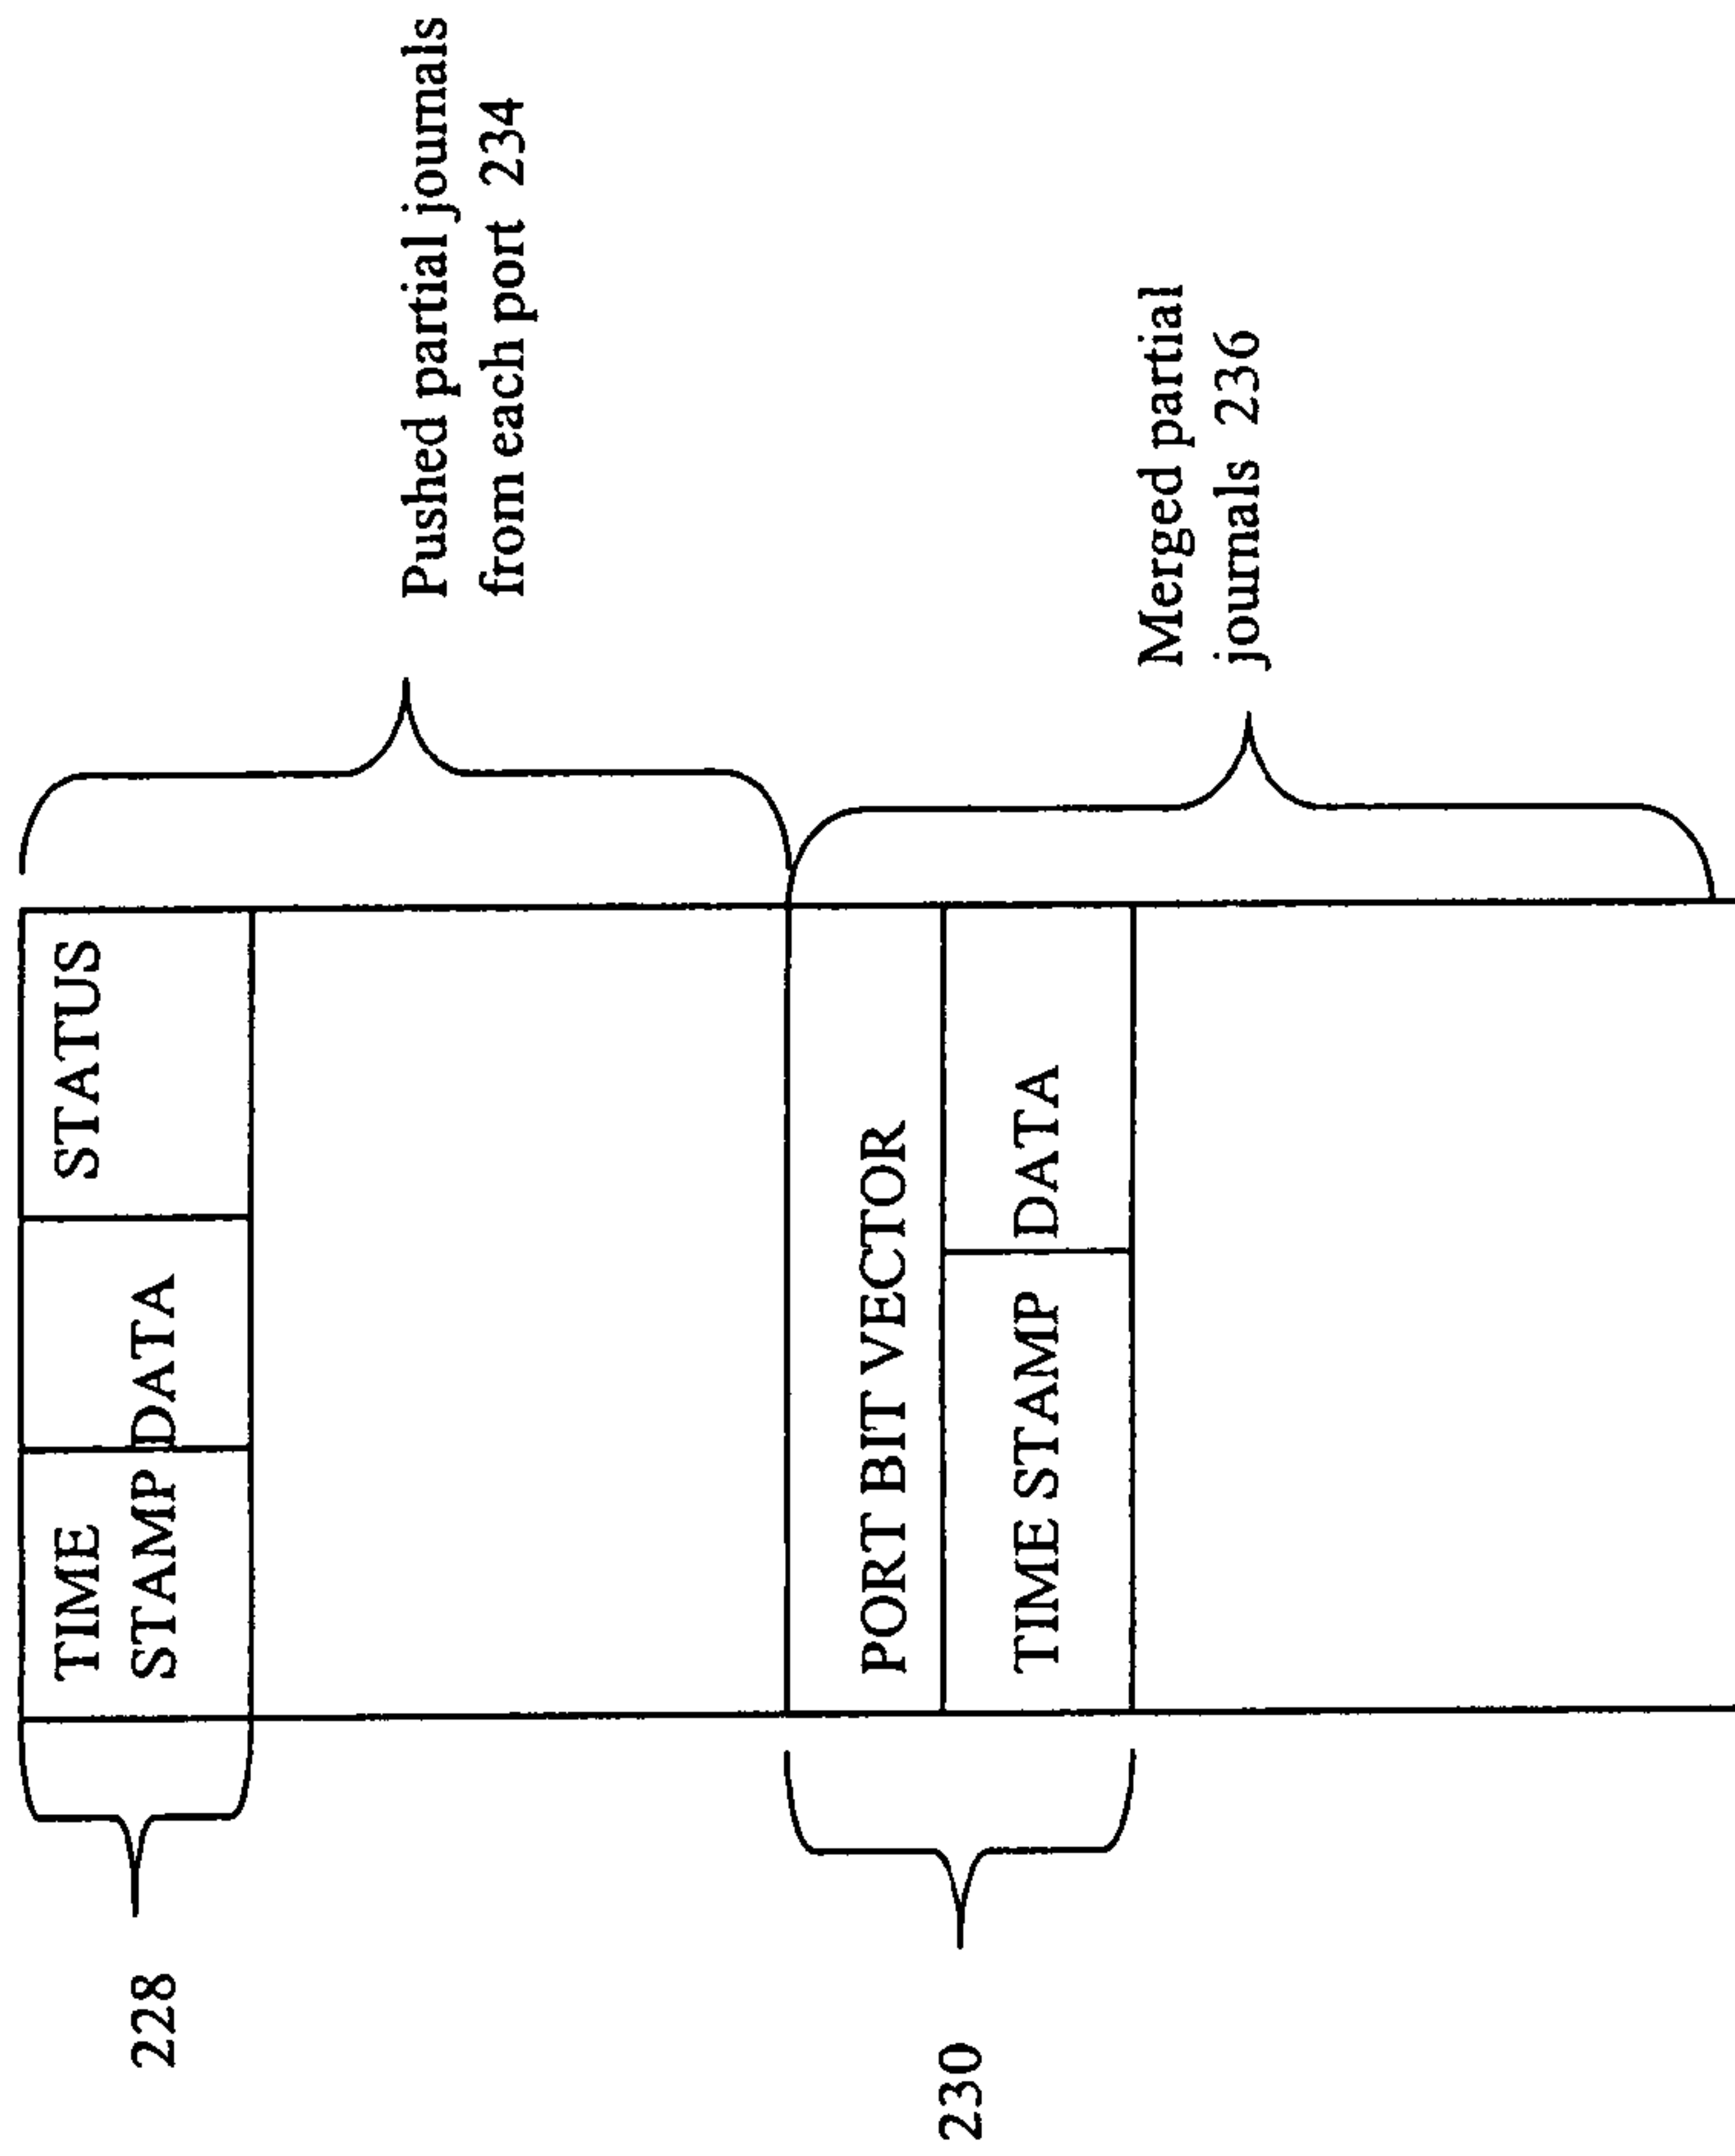 228
TIME
STAMP
DATA
STATUS
Pushed partial journals
from each port 234
230
PORT BIT VECTOR
TIME STAMP
DATA
Merged partial
journals 236